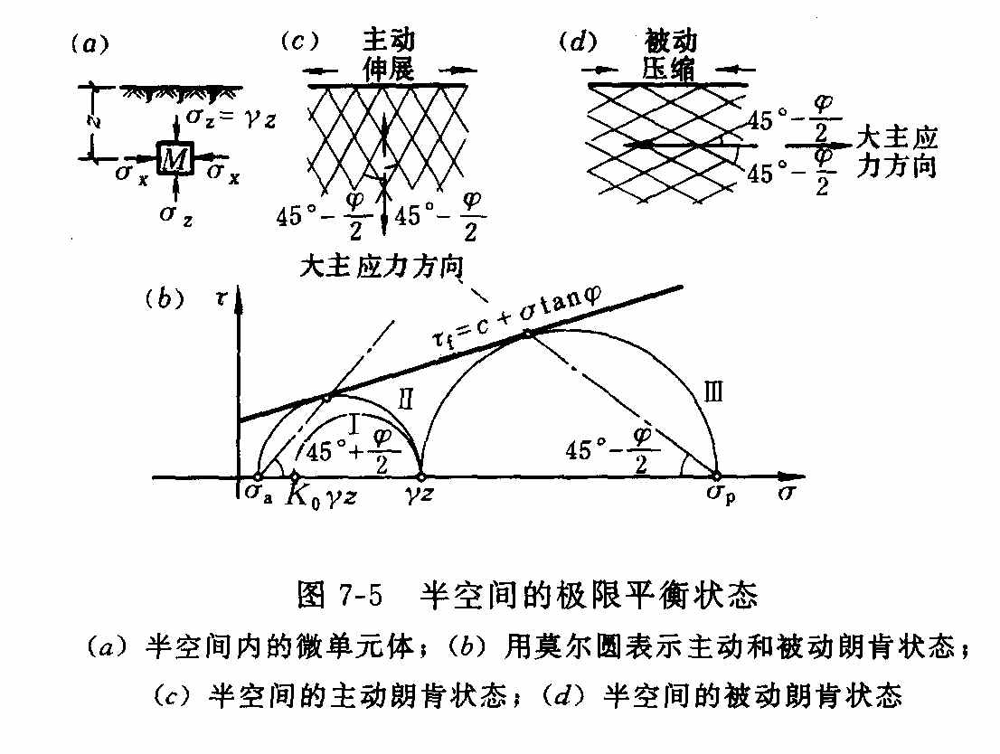 (a)
z
σz = γz
σx M σx
σz
(c) 主动
伸展
45°-φ/2 45°-φ/2
大主应力方向
(d) 被动
压缩
45°-φ/2
45°-φ/2
大主应
力方向
(b) τ
τf=c+σtanφ
Ⅰ Ⅱ Ⅲ
45°+φ/2 45°-φ/2
σa K0γz γz σp σ
图 7-5 半空间的极限平衡状态
(a) 半空间内的微单元体；(b) 用莫尔圆表示主动和被动朗肯状态；
(c) 半空间的主动朗肯状态；(d) 半空间的被动朗肯状态